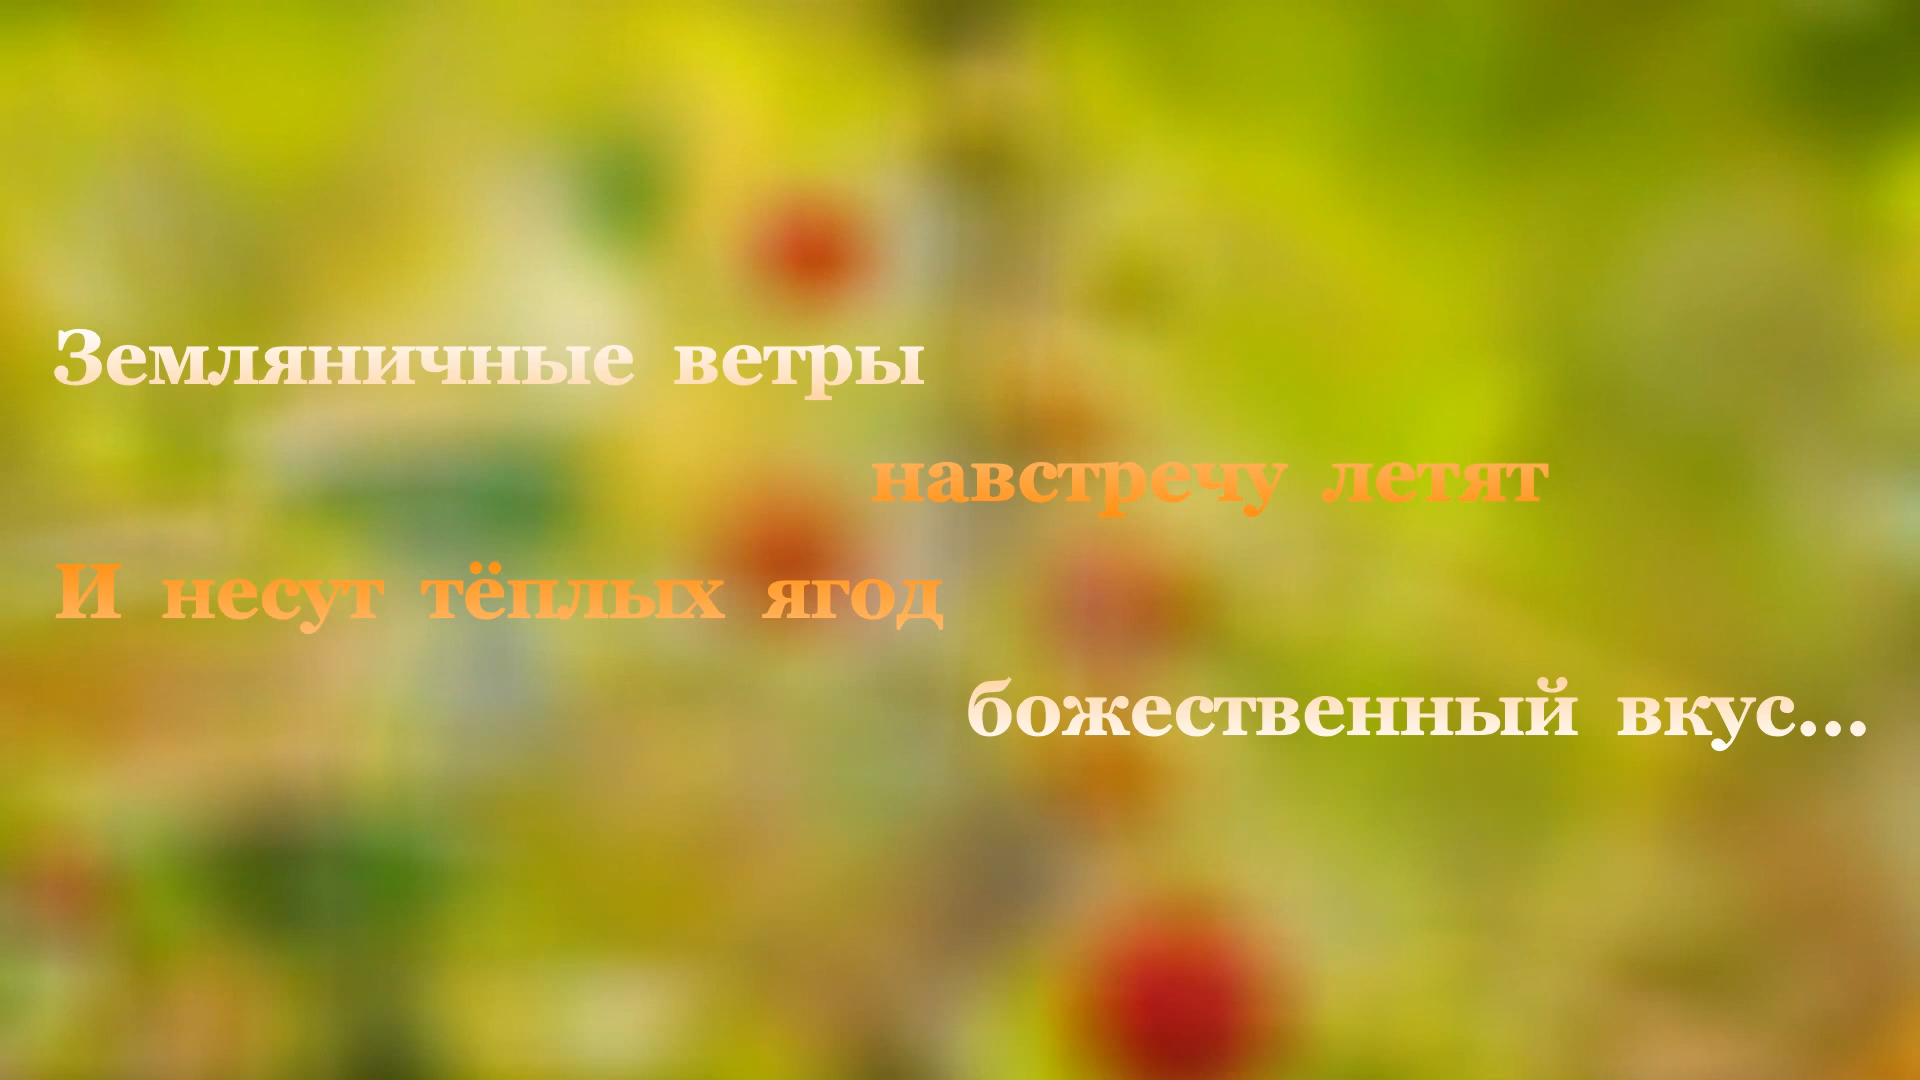 Земляничные ветры
навстречу летят
И несут тёплых ягод
божественный вкус...